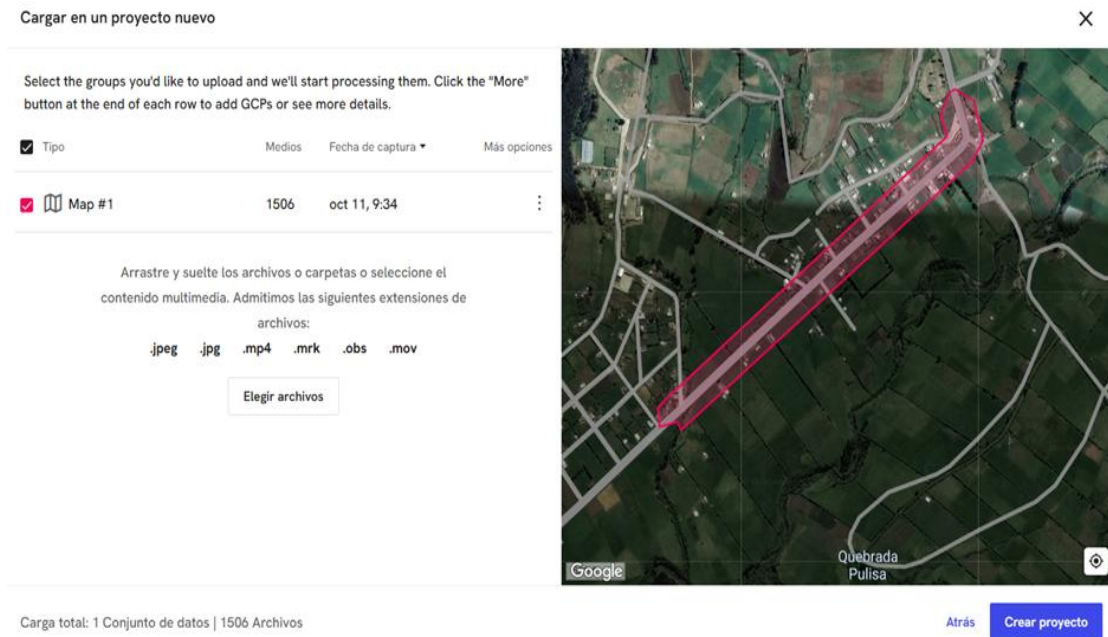 Cargar en un proyecto nuevo
Select the groups you'd like to upload and we'll start processing them. Click the "More"
button at the end of each row to add GCPs or see more details.
Tipo Medios Fecha de captura Más opciones
Map #1 1506 oct 11, 9:34
Arrastre y suelte los archivos o carpetas o seleccione el
contenido multimedia. Admitimos las siguientes extensiones de
archivos:
.jpeg .jpg .mp4 .mrk .obs .mov
Elegir archivos
Quebrada
Pulisa
Google
Carga total: 1 Conjunto de datos | 1506 Archivos
Atrás
Crear proyecto